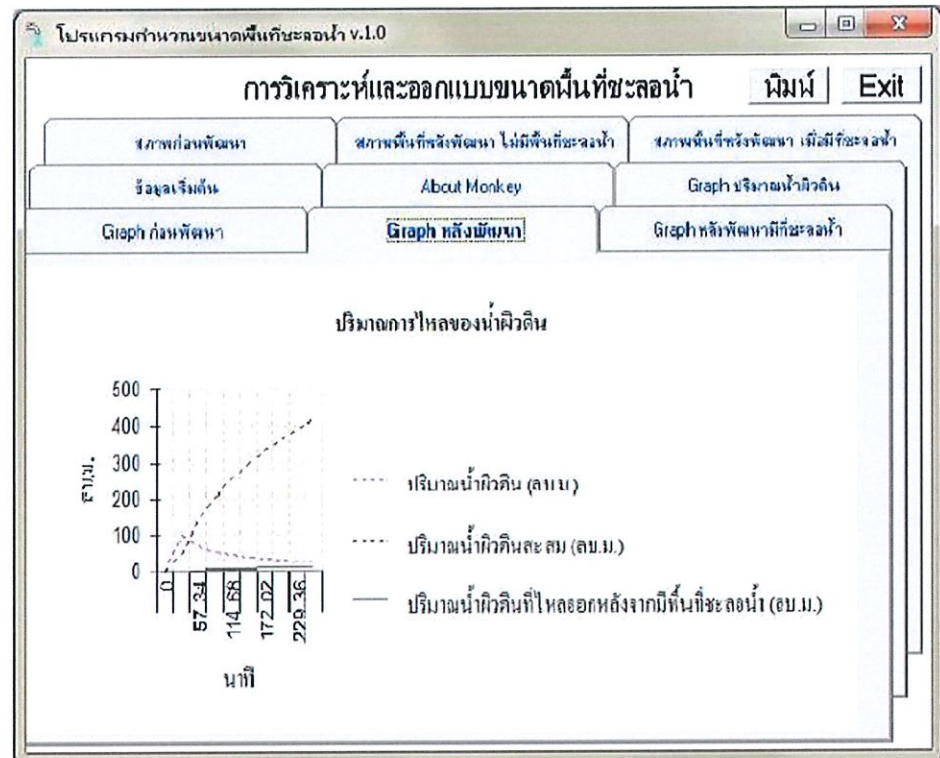 โปรแกรมคำนวณขนาดพื้นที่ชะลอน้ำ v.1.0
การวิเคราะห์และออกแบบขนาดพื้นที่ชะลอน้ำ พิมพ์ Exit
สภาพก่อนพัฒนา สภาพพื้นที่หลังพัฒนา ไม่มีพื้นที่ชะลอน้ำ สภาพพื้นที่หลังพัฒนา เมื่อมีที่ชะลอน้ำ
ข้อมูลเริ่มต้น About Monkey Graph ปริมาณน้ำผิวดิน
Graph ก่อนพัฒนา Graph หลังพัฒนา Graph หลังพัฒนามีที่ชะลอน้ำ
ปริมาณการไหลของน้ำผิวดิน
500
400
300
200
100
0
ลบ.ม.
0 57.34 114.68 172.02 229.36
นาที
ปริมาณน้ำผิวดิน (ลบ.ม.)
ปริมาณน้ำผิวดินสะสม (ลบ.ม.)
ปริมาณน้ำผิวดินที่ไหลออกหลังจากมีพื้นที่ชะลอน้ำ (ลบ.ม.)